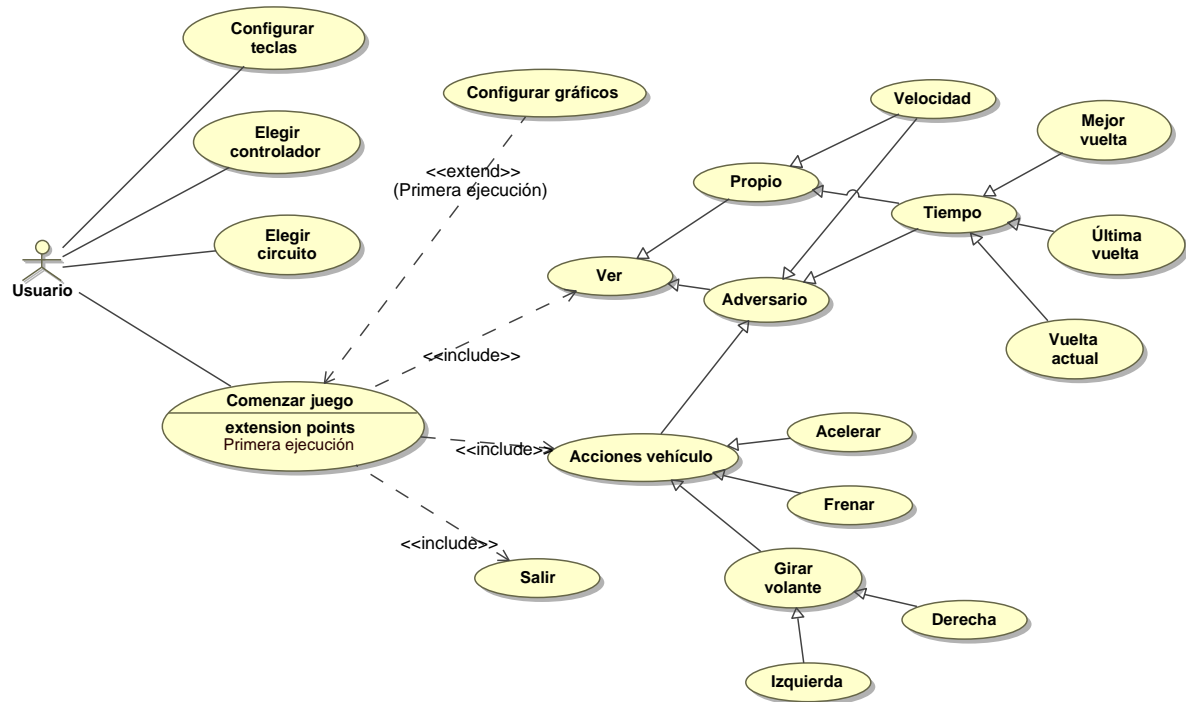 Configurar
teclas
Configurar gráficos
Velocidad
Mejor
vuelta
Elegir
controlador
<<extend>>
(Primera ejecución)
Propio
Tiempo
Última
vuelta
Elegir
circuito
Usuario
Ver
Adversario
Vuelta
actual
<<include>>
Comenzar juego
extension points
Primera ejecución
<<include>>
Acciones vehículo
Acelerar
Frenar
<<include>>
Salir
Girar
volante
Derecha
Izquierda